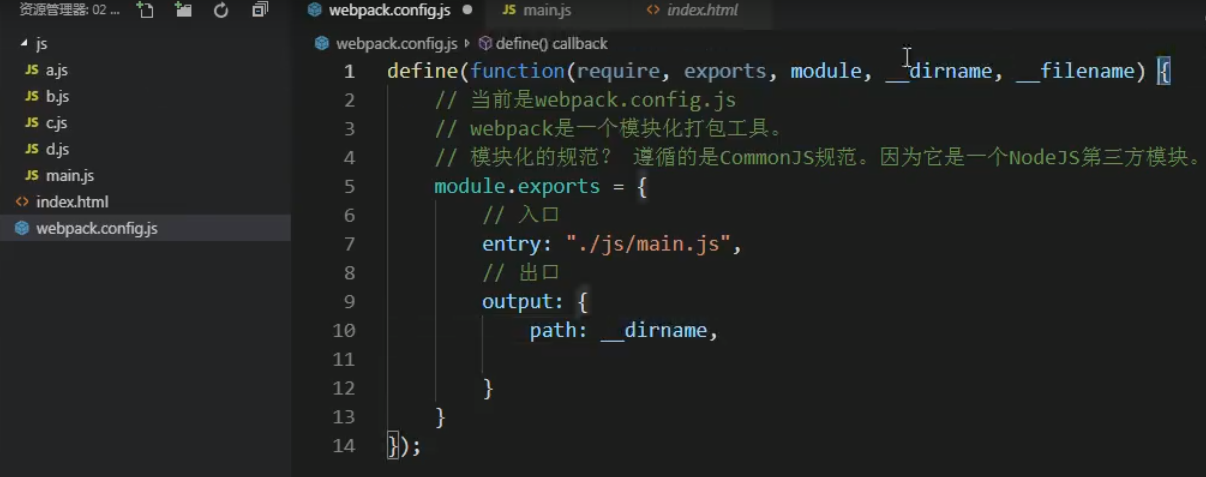 资源管理器: 02 ...
js
JS a.js
JS b.js
JS c.js
JS d.js
JS main.js
<> index.html
webpack.config.js
webpack.config.js ●
JS main.js
<> index.html
webpack.config.js › define() callback
1 define(function(require, exports, module, __dirname, __filename) {
2 // 当前是webpack.config.js
3 // webpack是一个模块化打包工具。
4 // 模块化的规范？ 遵循的是CommonJS规范。因为它是一个NodeJS第三方模块。
5 module.exports = {
6 // 入口
7 entry: "./js/main.js",
8 // 出口
9 output: {
10 path: __dirname,
11
12 }
13 }
14 });